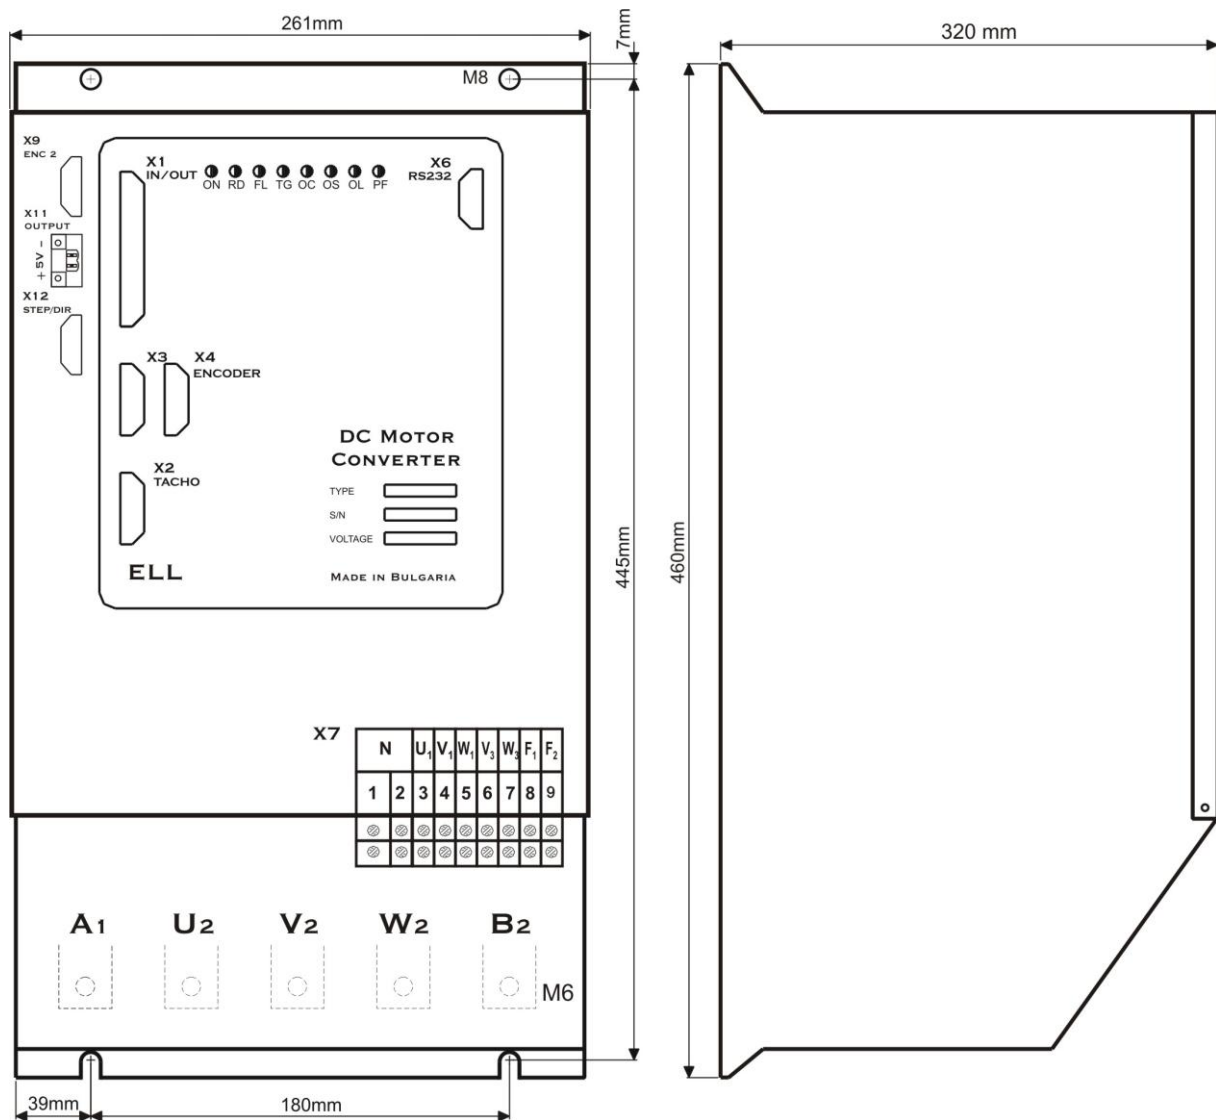 261mm
7mm
320 mm
M8
X9
ENC 2
X1
IN/OUT
ON RD FL TG OC OS OL PF
X6
RS232
X11
OUTPUT
+ 5V -
X12
STEP/DIR
X3
X4
ENCODER
DC MOTOR
CONVERTER
X2
TACHO
TYPE
S/N
VOLTAGE
ELL
MADE IN BULGARIA
445mm
460mm
X7
N U1 V1 W1 V3 W3 F1 F2
1 2 3 4 5 6 7 8 9
A1 U2 V2 W2 B2
M6
39mm
180mm